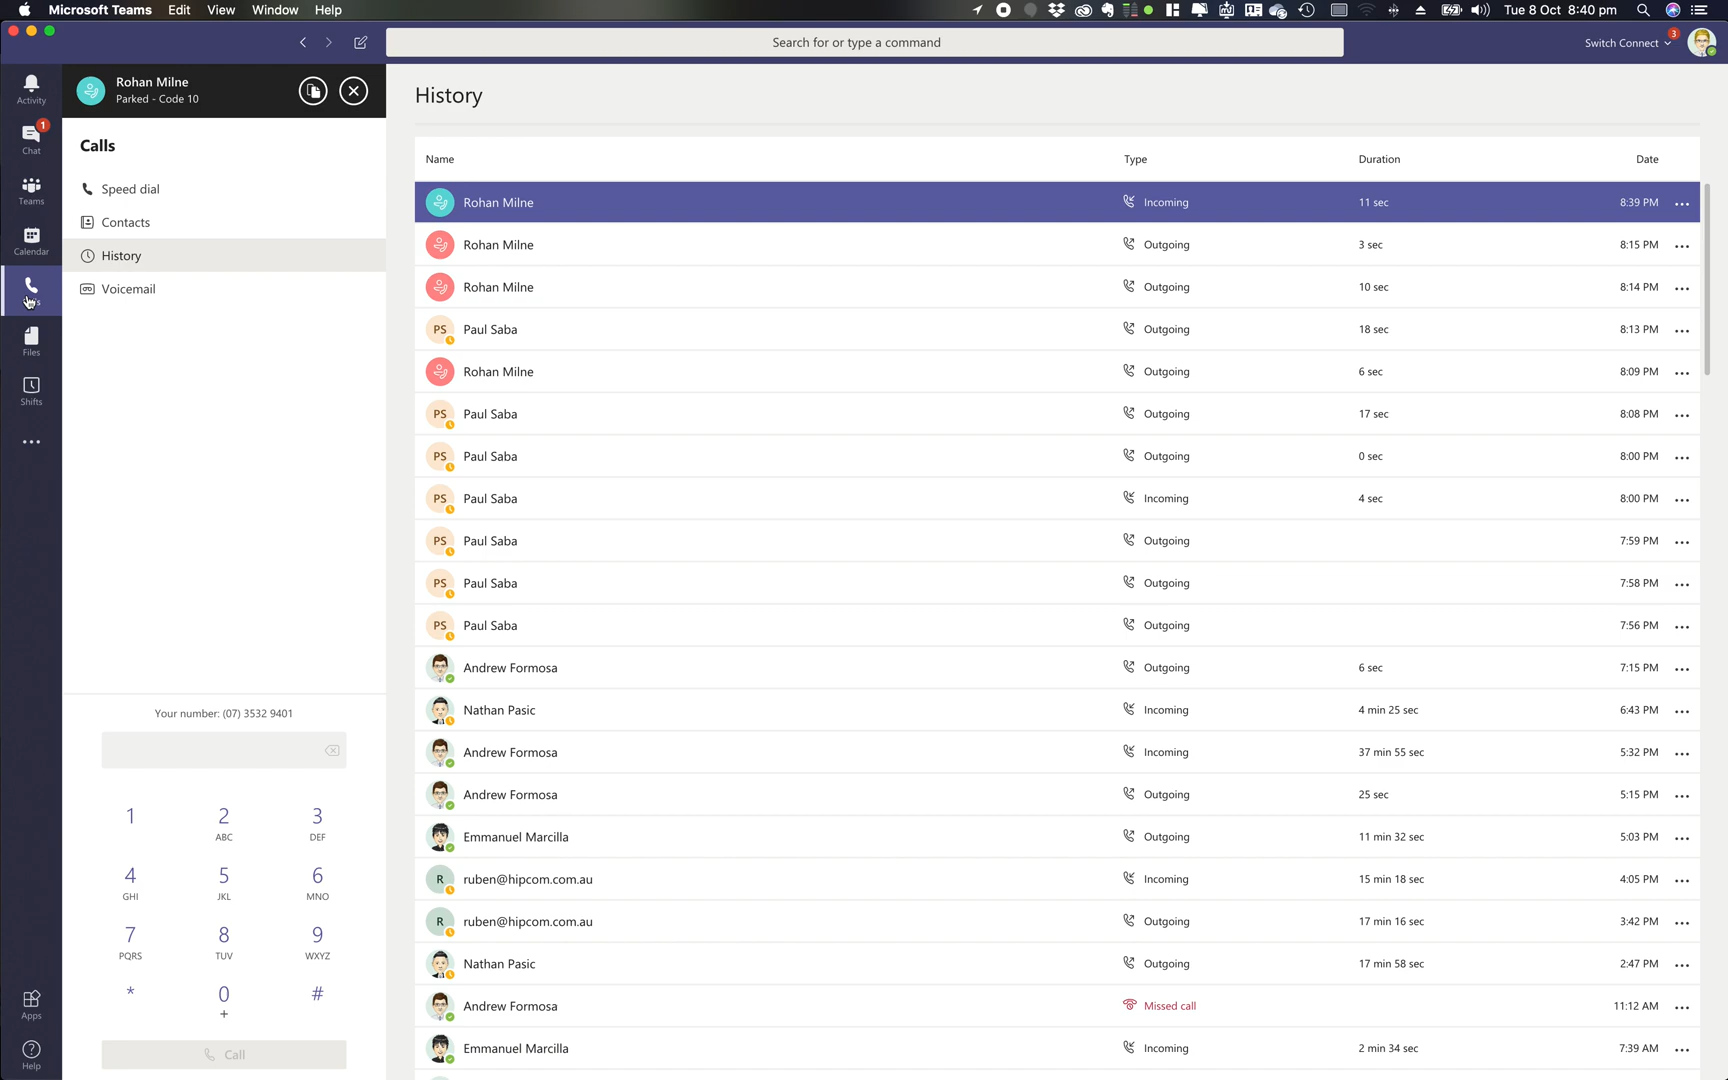 Microsoft Teams Edit View Window Help Tue 8 Oct 8:40 pm
Search for or type a command
Switch Connect
3
Rohan Milne
Parked - Code 10
Activity
Chat
1
Teams
Calendar
Files
Shifts
Apps
Help
Calls
Speed dial
Contacts
History
Voicemail
Your number: (07) 3532 9401
1 2 3
ABC DEF
4 5 6
GHI JKL MNO
7 8 9
PQRS TUV WXYZ
* 0 #
+
Call
History
Name Type Duration Date
Rohan Milne Incoming 11 sec 8:39 PM ...
Rohan Milne Outgoing 3 sec 8:15 PM ...
Rohan Milne Outgoing 10 sec 8:14 PM ...
PS Paul Saba Outgoing 18 sec 8:13 PM ...
Rohan Milne Outgoing 6 sec 8:09 PM ...
PS Paul Saba Outgoing 17 sec 8:08 PM ...
PS Paul Saba Outgoing 0 sec 8:00 PM ...
PS Paul Saba Incoming 4 sec 8:00 PM ...
PS Paul Saba Outgoing 7:59 PM ...
PS Paul Saba Outgoing 7:58 PM ...
PS Paul Saba Outgoing 7:56 PM ...
Andrew Formosa Outgoing 6 sec 7:15 PM ...
Nathan Pasic Incoming 4 min 25 sec 6:43 PM ...
Andrew Formosa Incoming 37 min 55 sec 5:32 PM ...
Andrew Formosa Outgoing 25 sec 5:15 PM ...
Emmanuel Marcilla Outgoing 11 min 32 sec 5:03 PM ...
R ruben@hipcom.com.au Incoming 15 min 18 sec 4:05 PM ...
R ruben@hipcom.com.au Outgoing 17 min 16 sec 3:42 PM ...
Nathan Pasic Outgoing 17 min 58 sec 2:47 PM ...
Andrew Formosa Missed call 11:12 AM ...
Emmanuel Marcilla Incoming 2 min 34 sec 7:39 AM ...